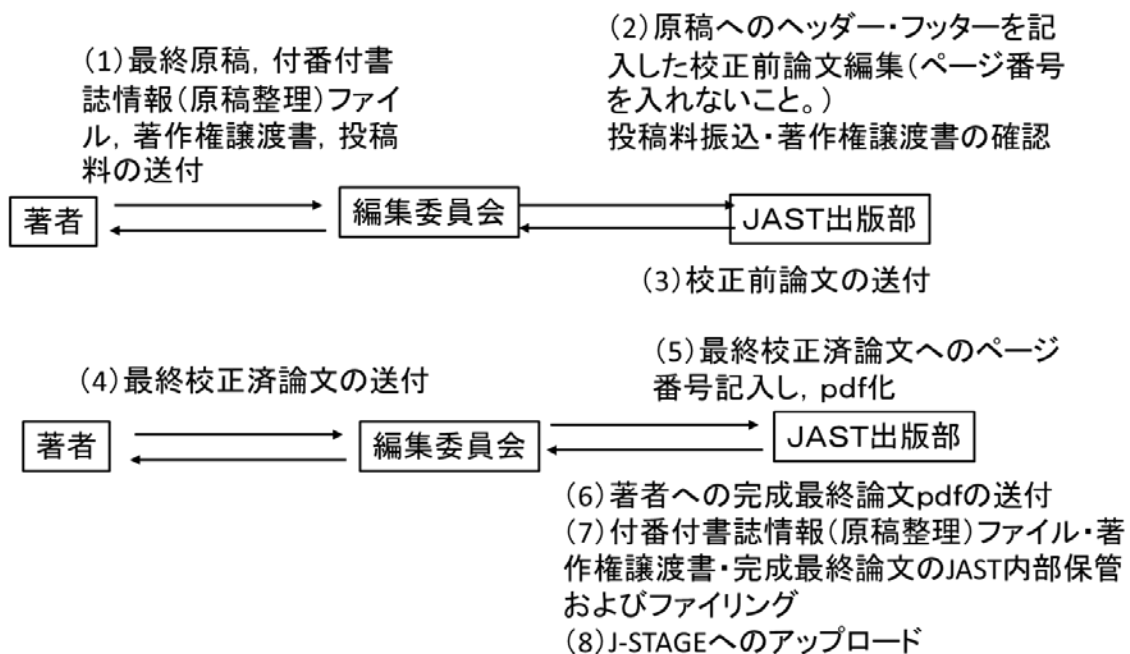 (1)最終原稿, 付番付書
誌情報(原稿整理)ファイ
ル, 著作権譲渡書, 投稿
料の送付
(2)原稿へのヘッダー・フッターを記
入した校正前論文編集(ページ番号
を入れないこと。)
投稿料振込・著作権譲渡書の確認
著者
編集委員会
JAST出版部
(3)校正前論文の送付
(4)最終校正済論文の送付
(5)最終校正済論文へのページ
番号記入し, pdf化
著者
編集委員会
JAST出版部
(6)著者への完成最終論文pdfの送付
(7)付番付書誌情報(原稿整理)ファイル・著
作権譲渡書・完成最終論文のJAST内部保管
およびファイリング
(8)J-STAGEへのアップロード